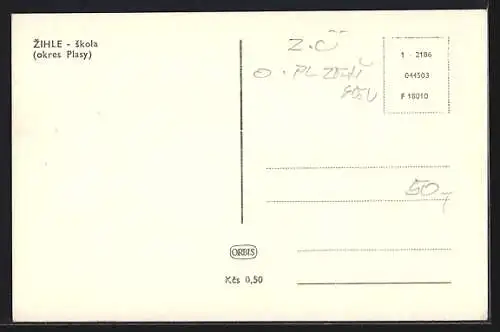 ŽIHLE - škola
(okres Plasy)
Z. Č
O. PLZEŇ
1 - 2186
044503
F 18010
50,-
ORBIS
Kčs 0,50